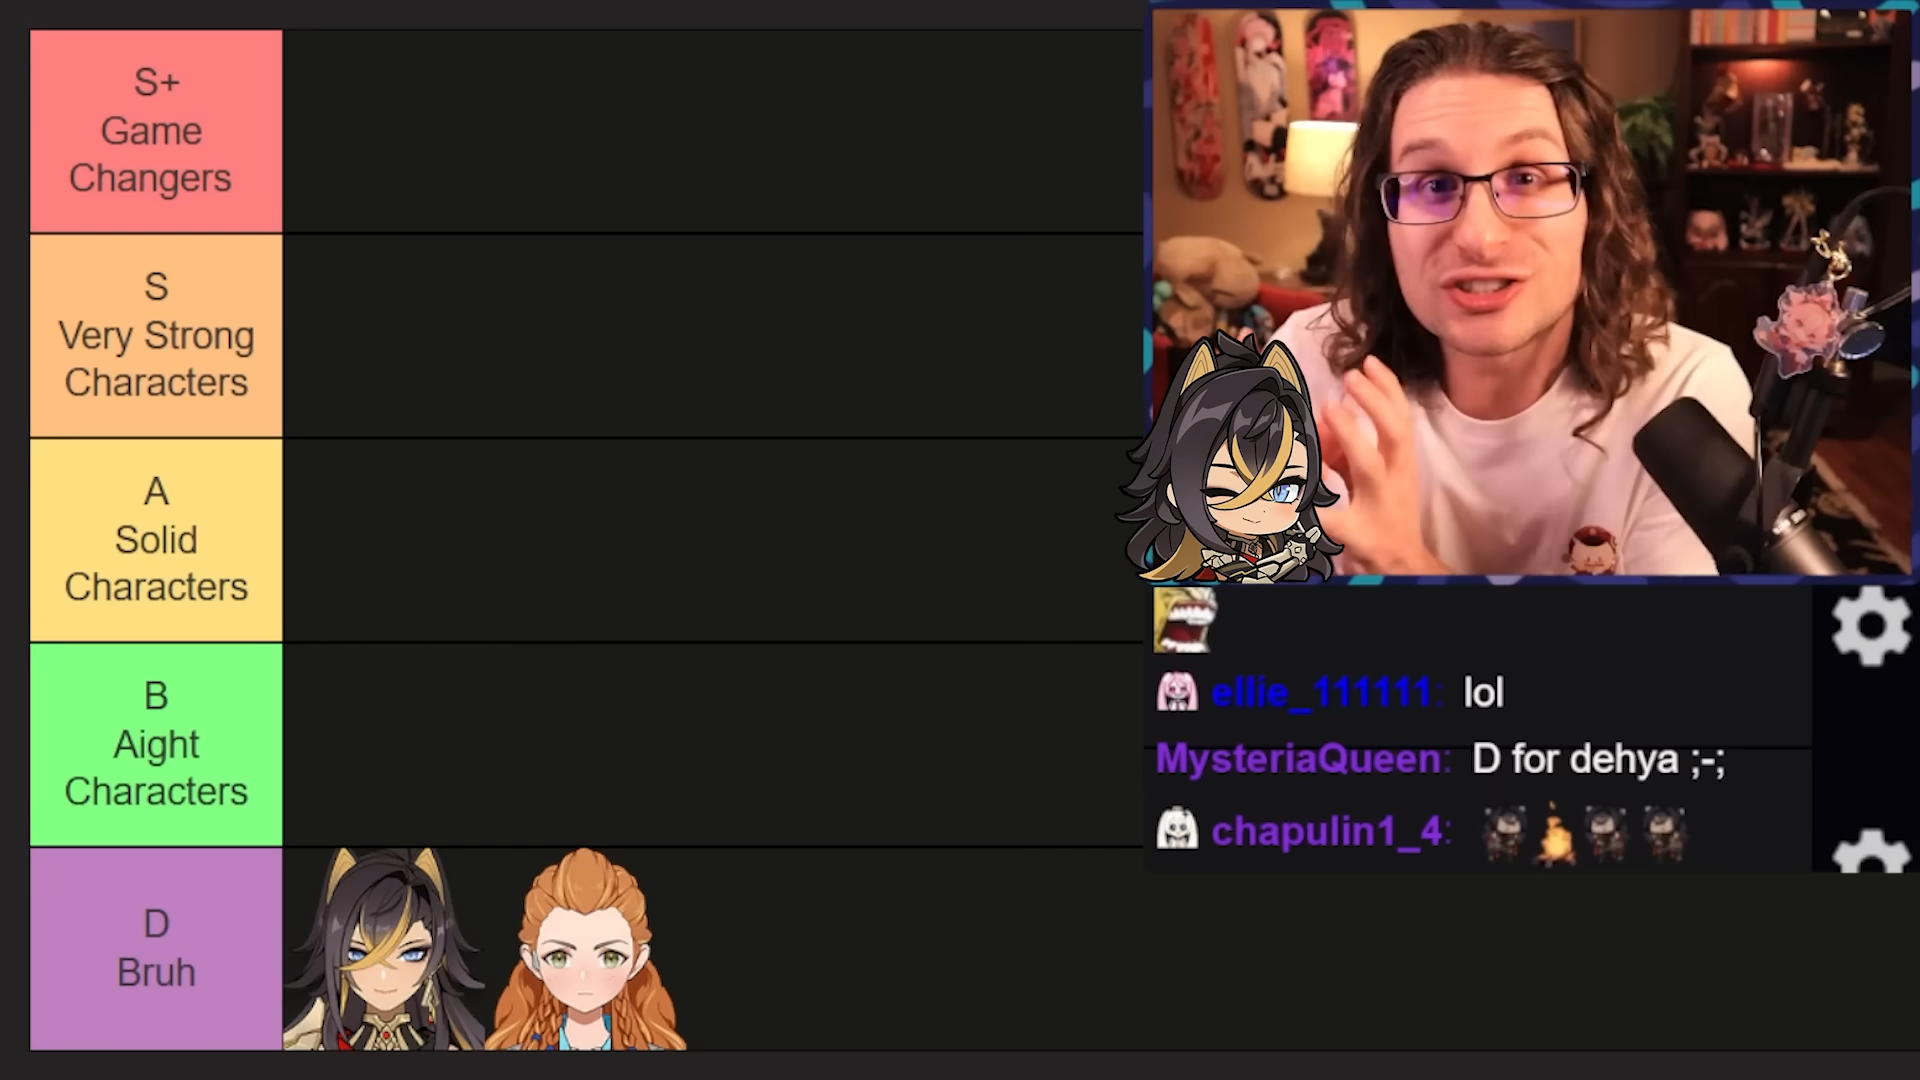 S+
Game
Changers
S
Very Strong
Characters
A
Solid
Characters
B
Aight
Characters
D
Bruh
ellie_111111: lol
MysteriaQueen: D for dehya ;-;
chapulin1_4: